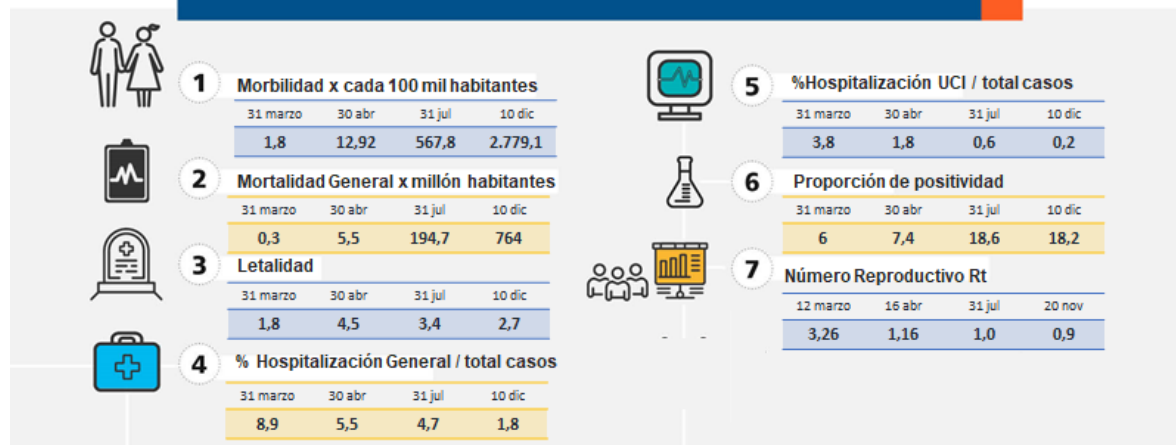 1
Morbilidad x cada 100 mil habitantes
31 marzo 30 abr 31 jul 10 dic
1,8 12,92 567,8 2.779,1
2
Mortalidad General x millón habitantes
31 marzo 30 abr 31 jul 10 dic
0,3 5,5 194,7 764
3
Letalidad
31 marzo 30 abr 31 jul 10 dic
1,8 4,5 3,4 2,7
4
% Hospitalización General / total casos
31 marzo 30 abr 31 jul 10 dic
8,9 5,5 4,7 1,8
5
%Hospitalización UCI / total casos
31 marzo 30 abr 31 jul 10 dic
3,8 1,8 0,6 0,2
6
Proporción de positividad
31 marzo 30 abr 31 jul 10 dic
6 7,4 18,6 18,2
7
Número Reproductivo Rt
12 marzo 16 abr 31 jul 20 nov
3,26 1,16 1,0 0,9